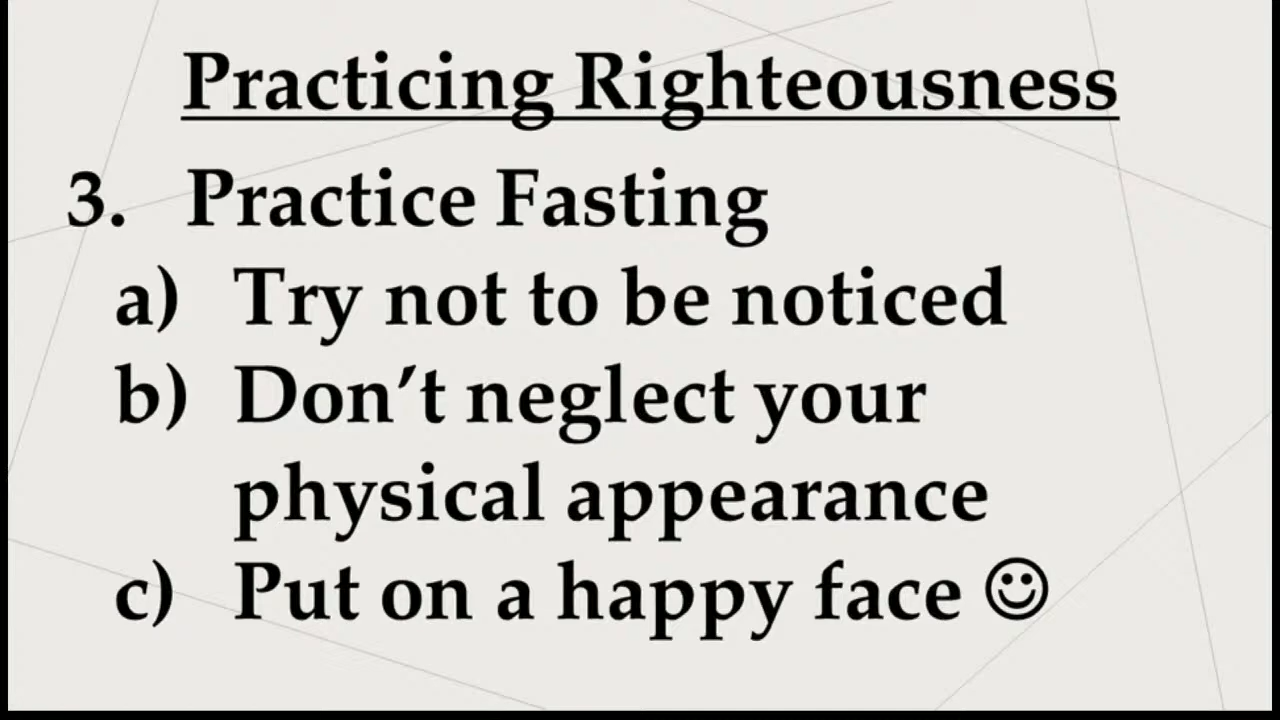 Practicing Righteousness
3. Practice Fasting
a) Try not to be noticed
b) Don’t neglect your
physical appearance
c) Put on a happy face ☺